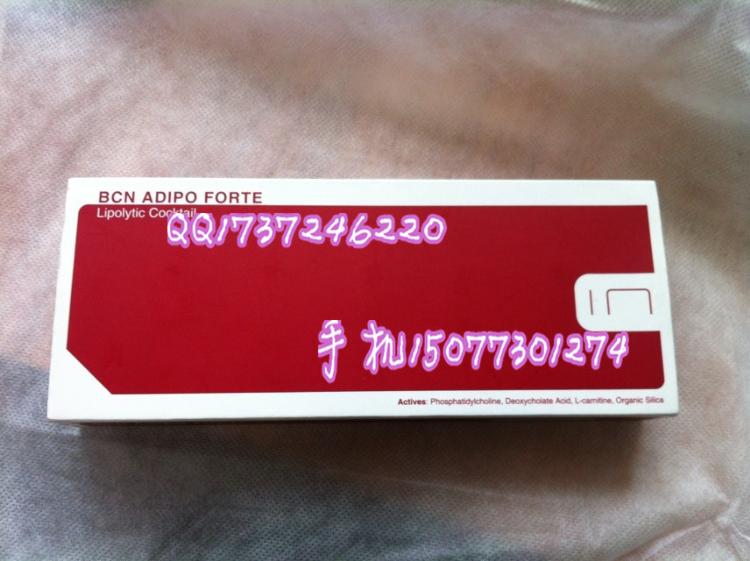 BCN ADIPO FORTE
Lipolytic Cocktail
QQ1737246220
in
手机15077301274
Actives: Phosphatidylcholine, Deoxycholate Acid, L-carnitine, Organic Silica